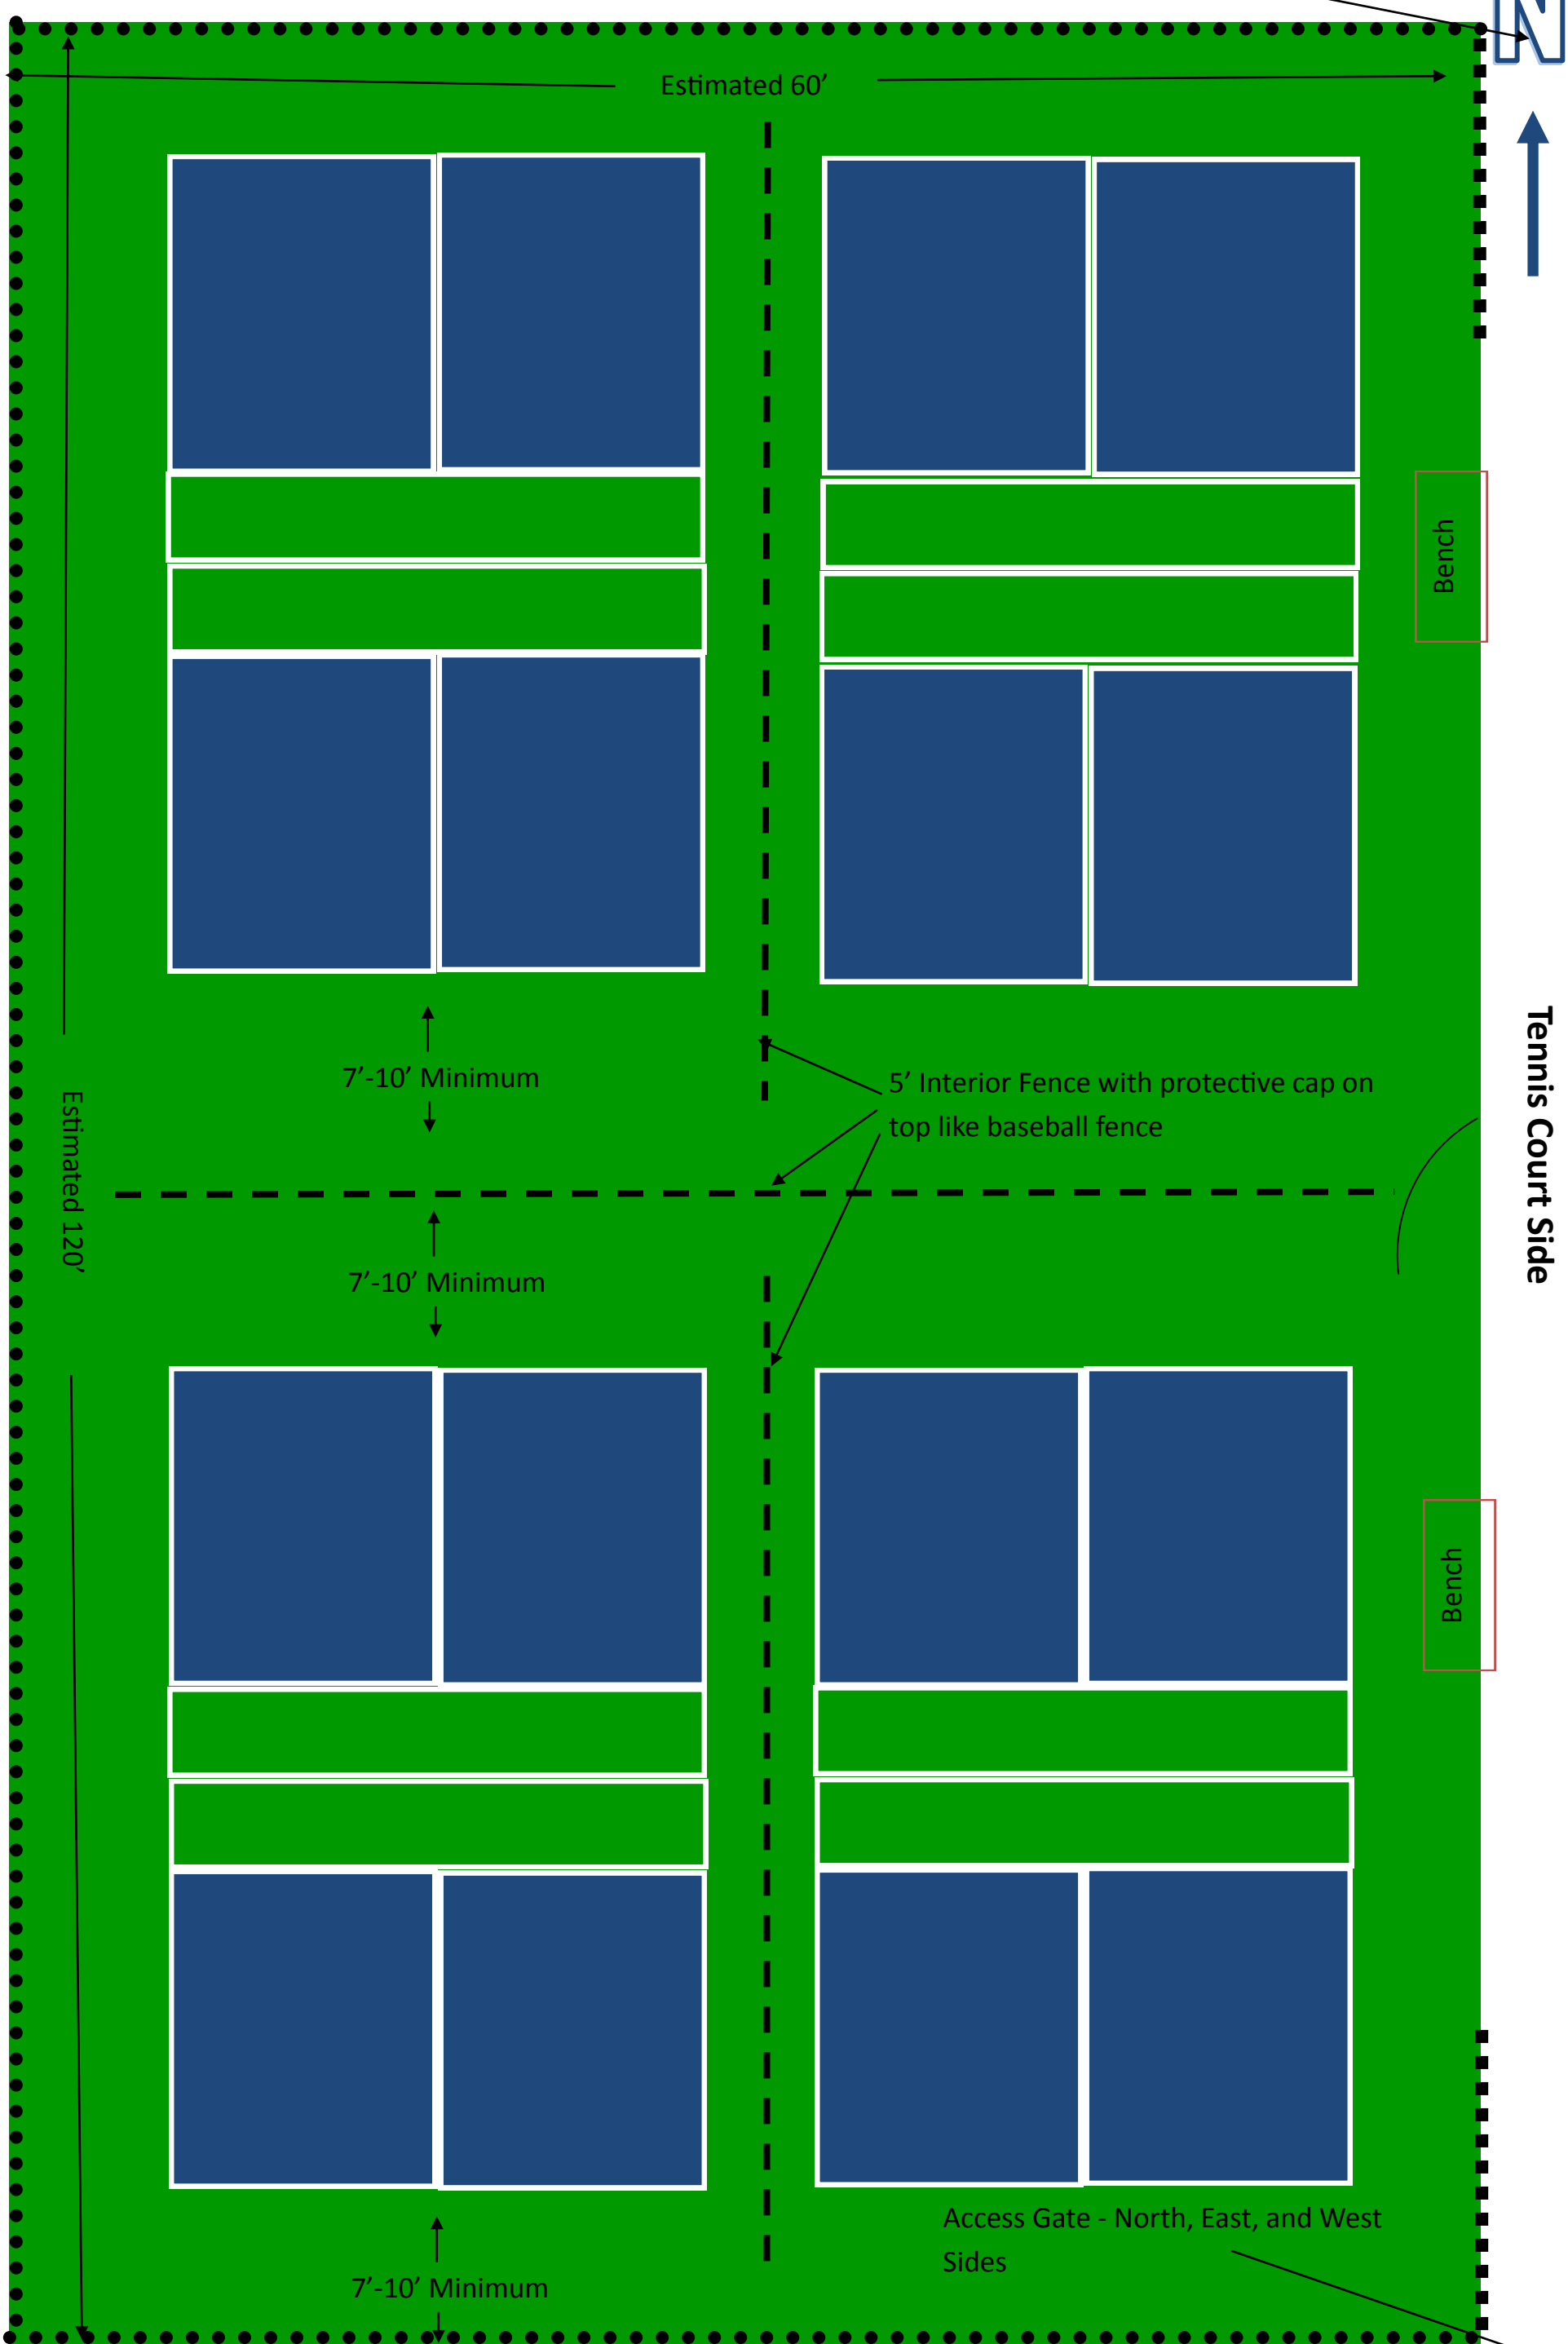 N
Estimated 60’
Bench
7’-10’ Minimum
5’ Interior Fence with protective cap on
top like baseball fence
Tennis Court Side
Estimated 120’
7’-10’ Minimum
Bench
Access Gate - North, East, and West
Sides
7’-10’ Minimum